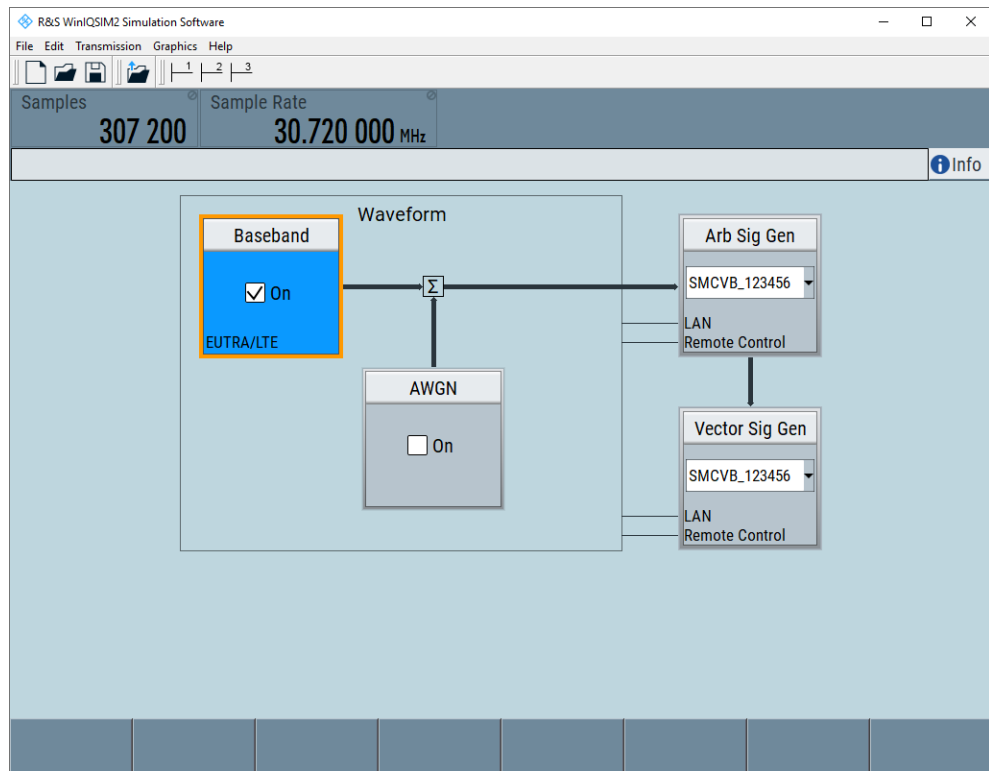 R&S WinIQSIM2 Simulation Software
File Edit Transmission Graphics Help
1 2 3
Samples
307 200
Sample Rate
30.720 000 MHz
Info
Waveform
Baseband
On
EUTRA/LTE
Σ
AWGN
On
Arb Sig Gen
SMCVB_123456
LAN
Remote Control
Vector Sig Gen
SMCVB_123456
LAN
Remote Control